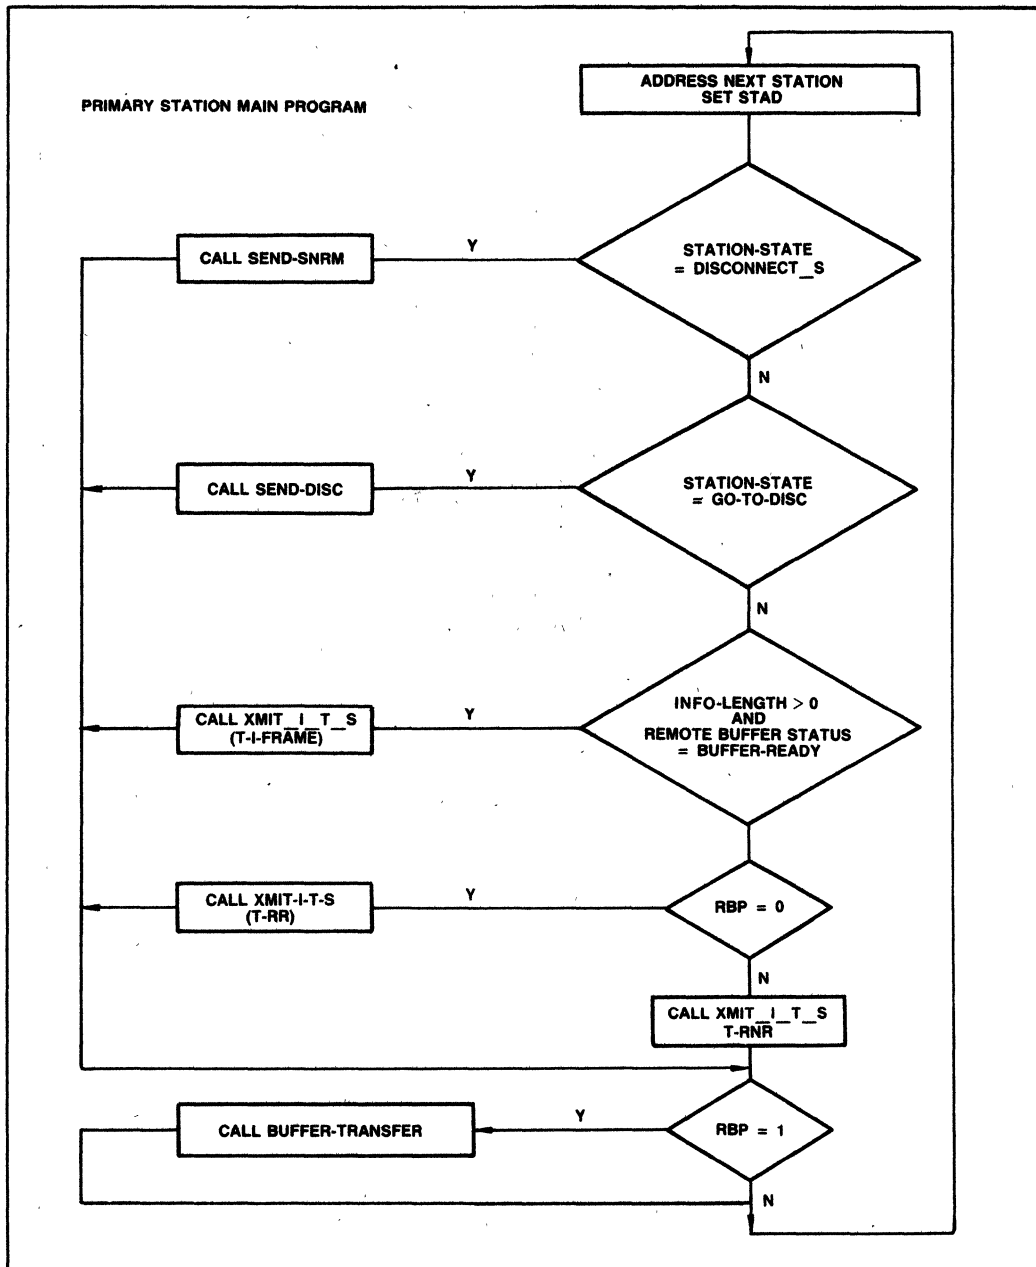 ADDRESS NEXT STATION
SET STAD
PRIMARY STATION MAIN PROGRAM
STATION-STATE
= DISCONNECT_S
Y
CALL SEND-SNRM
N
STATION-STATE
= GO-TO-DISC
Y
CALL SEND-DISC
N
INFO-LENGTH > 0
AND
REMOTE BUFFER STATUS
= BUFFER-READY
Y
CALL XMIT_I_T_S
(T-I-FRAME)
RBP = 0
Y
CALL XMIT-I-T-S
(T-RR)
N
CALL XMIT_I_T_S
T-RNR
RBP = 1
Y
CALL BUFFER-TRANSFER
N